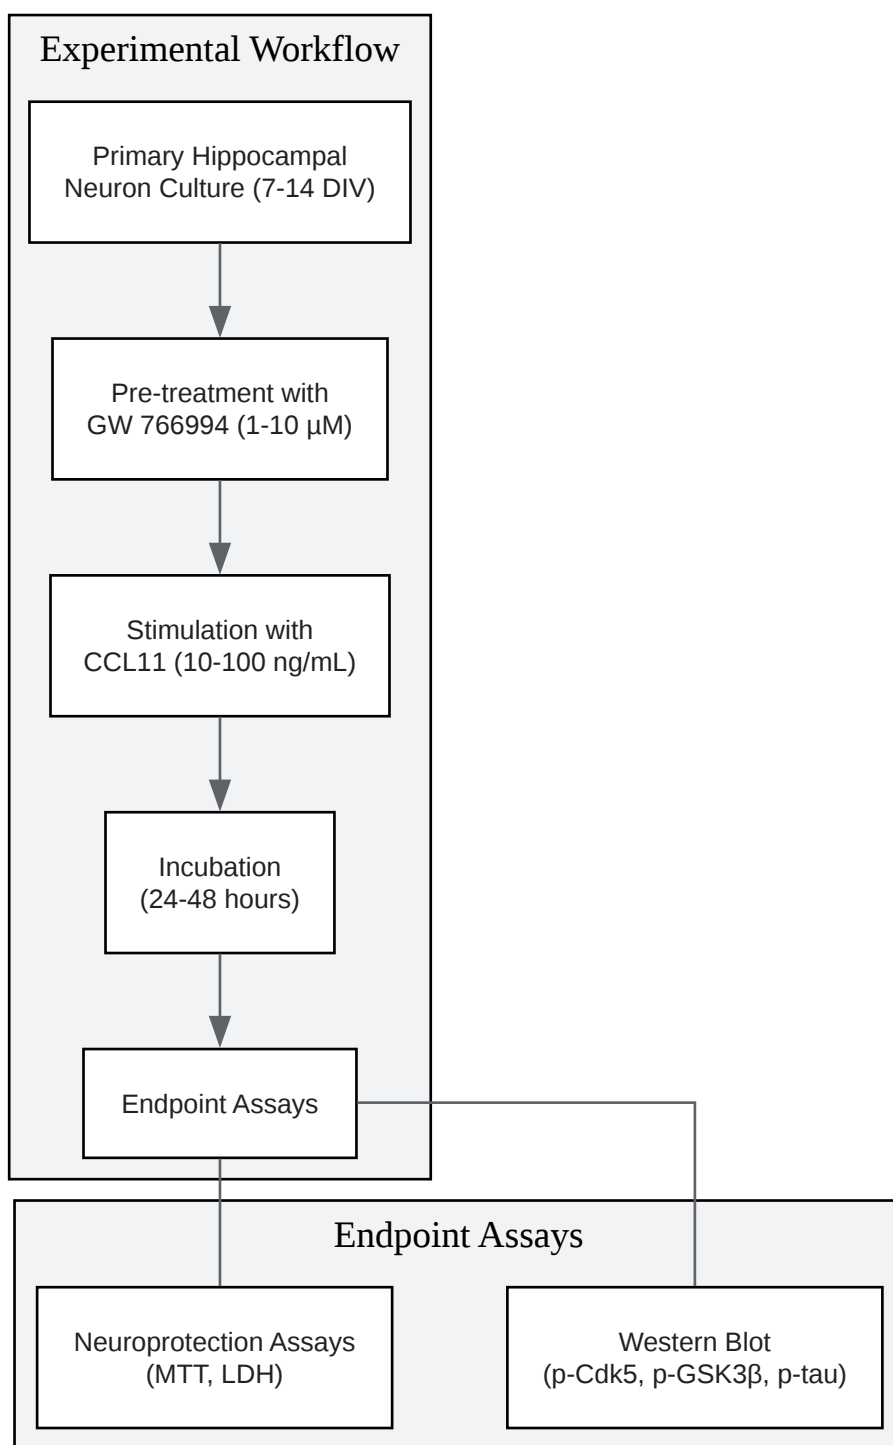 Experimental Workflow
Primary Hippocampal
Neuron Culture (7-14 DIV)
Pre-treatment with
GW 766994 (1-10 µM)
Stimulation with
CCL11 (10-100 ng/mL)
Incubation
(24-48 hours)
Endpoint Assays
Endpoint Assays
Neuroprotection Assays
(MTT, LDH)
Western Blot
(p-Cdk5, p-GSK3β, p-tau)